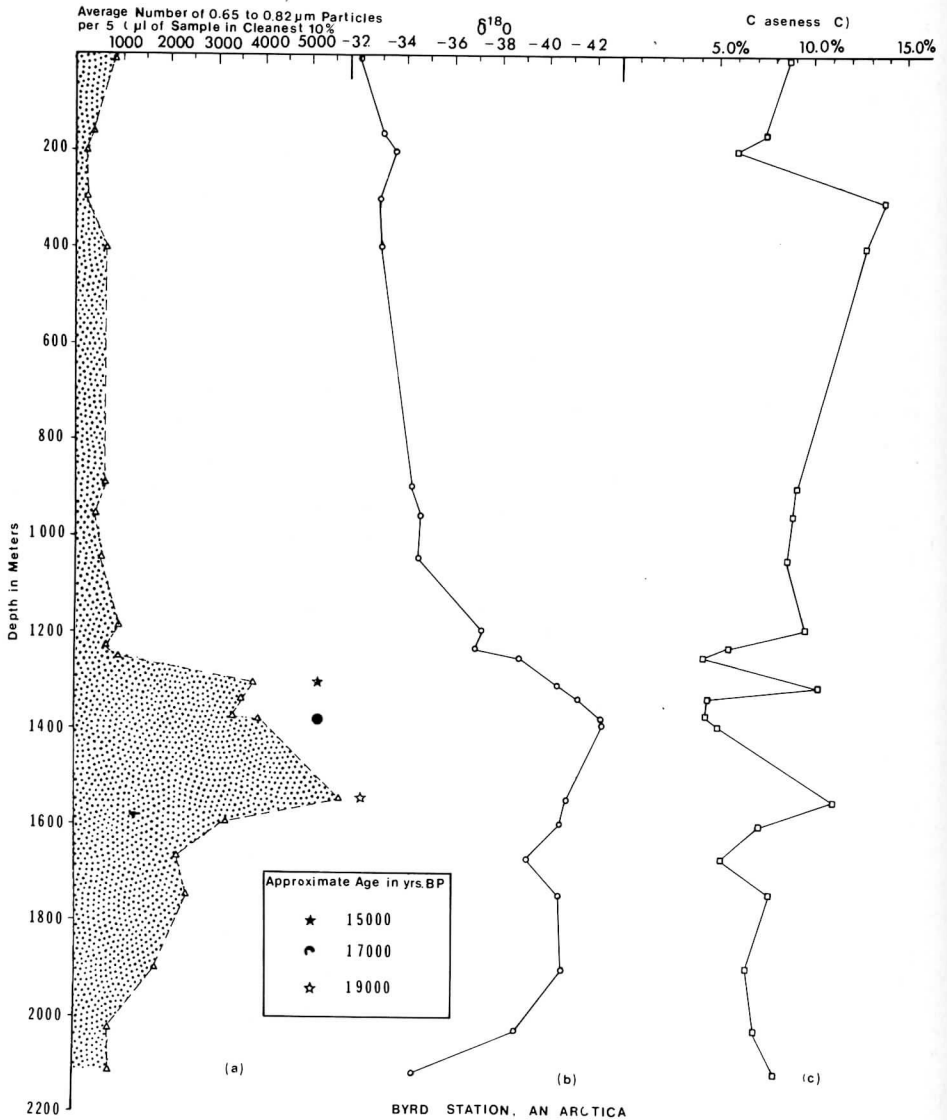 Average Number of 0.65 to 0.82 µm Particles
per 5 ( µl of Sample in Cleanest 10%
1000 2000 3000 4000 5000
δ18O
-32 -34 -36 -38 -40 -42
C aseness C)
5.0% 10.0% 15.0%
Depth in Meters
200
400
600
800
1000
1200
1400
1600
1800
2000
2200
Approximate Age in yrs. BP
★ 15000
17000
☆ 19000
(a) (b) (c)
BYRD STATION, AN ARCTICA